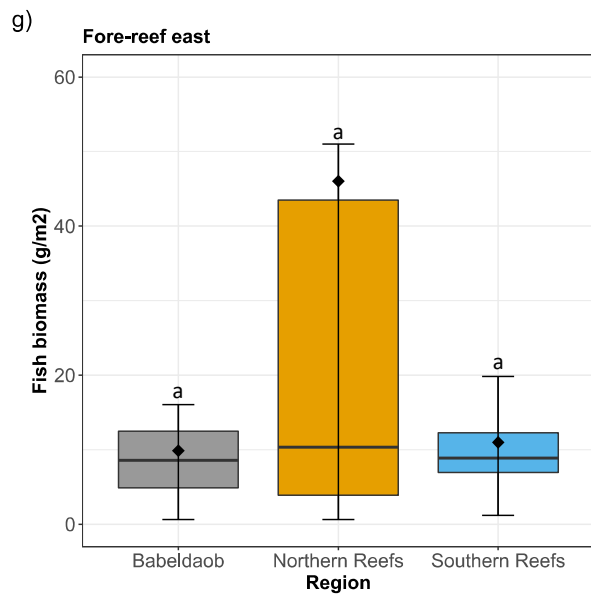 g)
Fore-reef east
Fish biomass (g/m2)
60
40
20
0
a
a
a
Babeldaob
Northern Reefs
Southern Reefs
Region